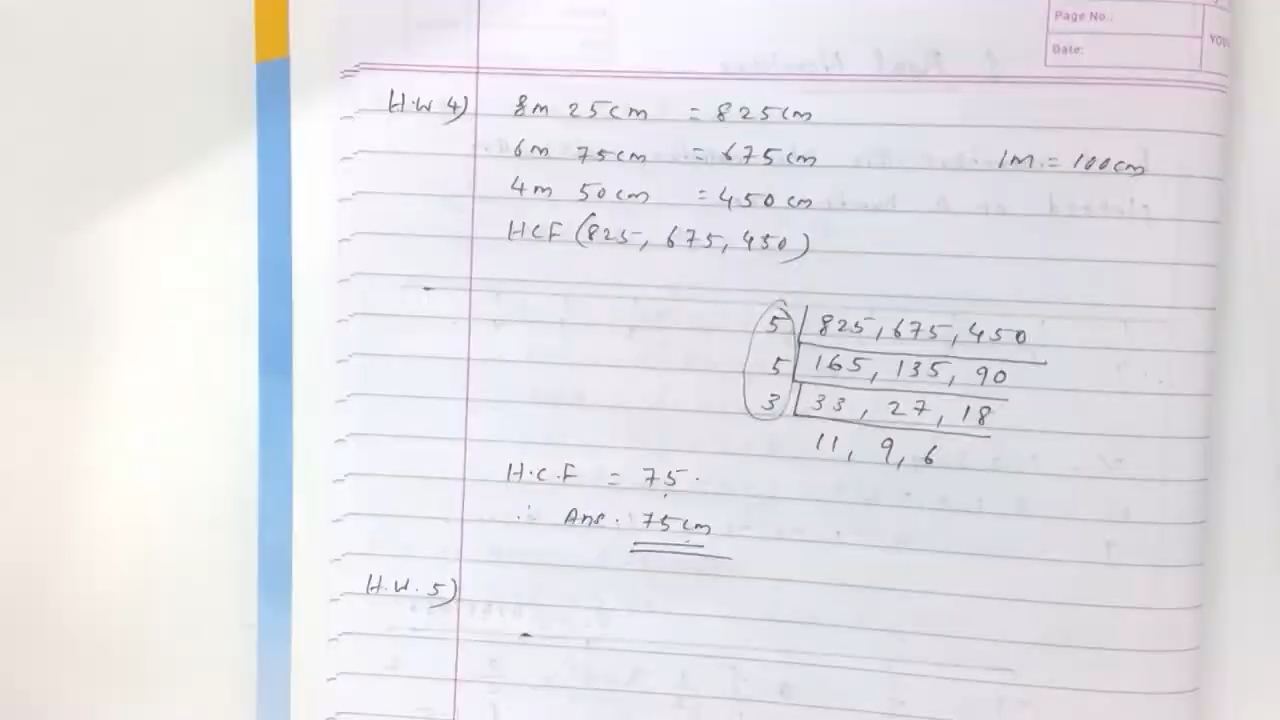 Page No.:
Date:
YOU
H.W 4) 8m 25cm = 825cm
6m 75cm = 675cm 1m. = 100cm
4m 50cm = 450cm
HCF (825, 675, 450)
5 | 825, 675, 450
5 | 165, 135, 90
3 | 33, 27, 18
11, 9, 6
H.C.F = 75.
∴ Ans. 75cm
H.W. 5)